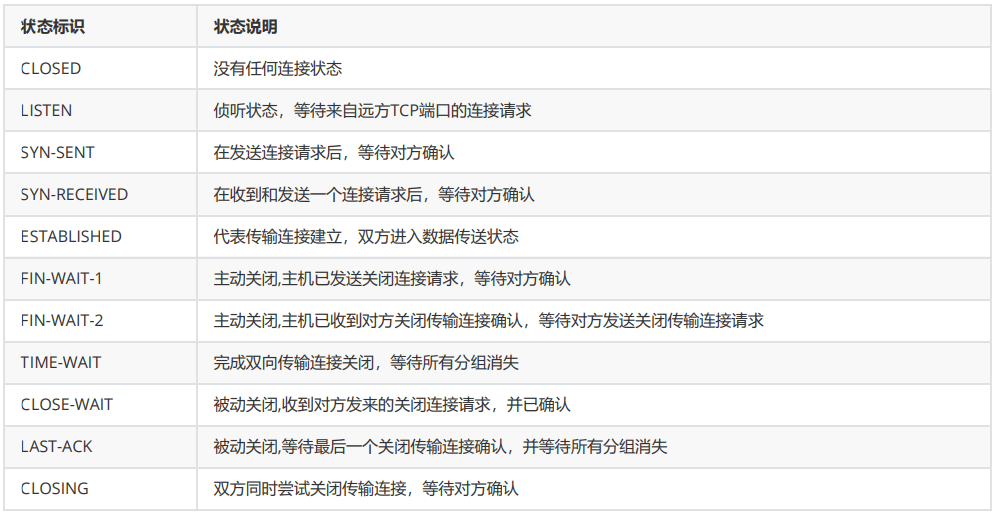 状态标识 状态说明
CLOSED 没有任何连接状态
LISTEN 侦听状态，等待来自远方TCP端口的连接请求
SYN-SENT 在发送连接请求后，等待对方确认
SYN-RECEIVED 在收到和发送一个连接请求后，等待对方确认
ESTABLISHED 代表传输连接建立，双方进入数据传送状态
FIN-WAIT-1 主动关闭,主机已发送关闭连接请求，等待对方确认
FIN-WAIT-2 主动关闭,主机已收到对方关闭传输连接确认，等待对方发送关闭传输连接请求
TIME-WAIT 完成双向传输连接关闭，等待所有分组消失
CLOSE-WAIT 被动关闭,收到对方发来的关闭连接请求，并已确认
LAST-ACK 被动关闭,等待最后一个关闭传输连接确认，并等待所有分组消失
CLOSING 双方同时尝试关闭传输连接，等待对方确认